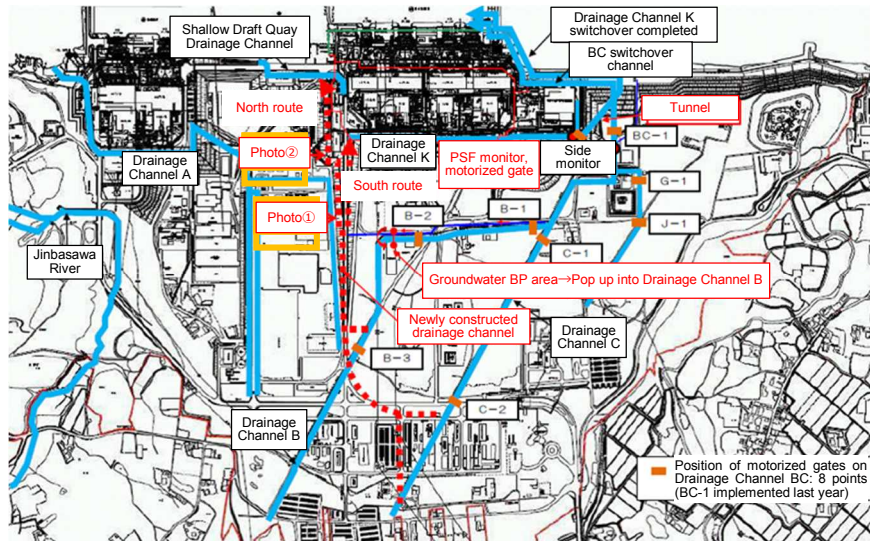 Shallow Draft Quay
Drainage Channel
Drainage Channel K
switchover completed
BC switchover
channel
North route
Tunnel
Drainage
Channel A
Photo②
Drainage
Channel K
PSF monitor,
motorized gate
Side
monitor
BC-1
South route
G-1
Photo①
B-2
B-1
J-1
Jinbasawa
River
C-1
Groundwater BP area→Pop up into Drainage Channel B
Newly constructed
drainage channel
Drainage
Channel C
B-3
C-2
Drainage
Channel B
Position of motorized gates on
Drainage Channel BC: 8 points
(BC-1 implemented last year)